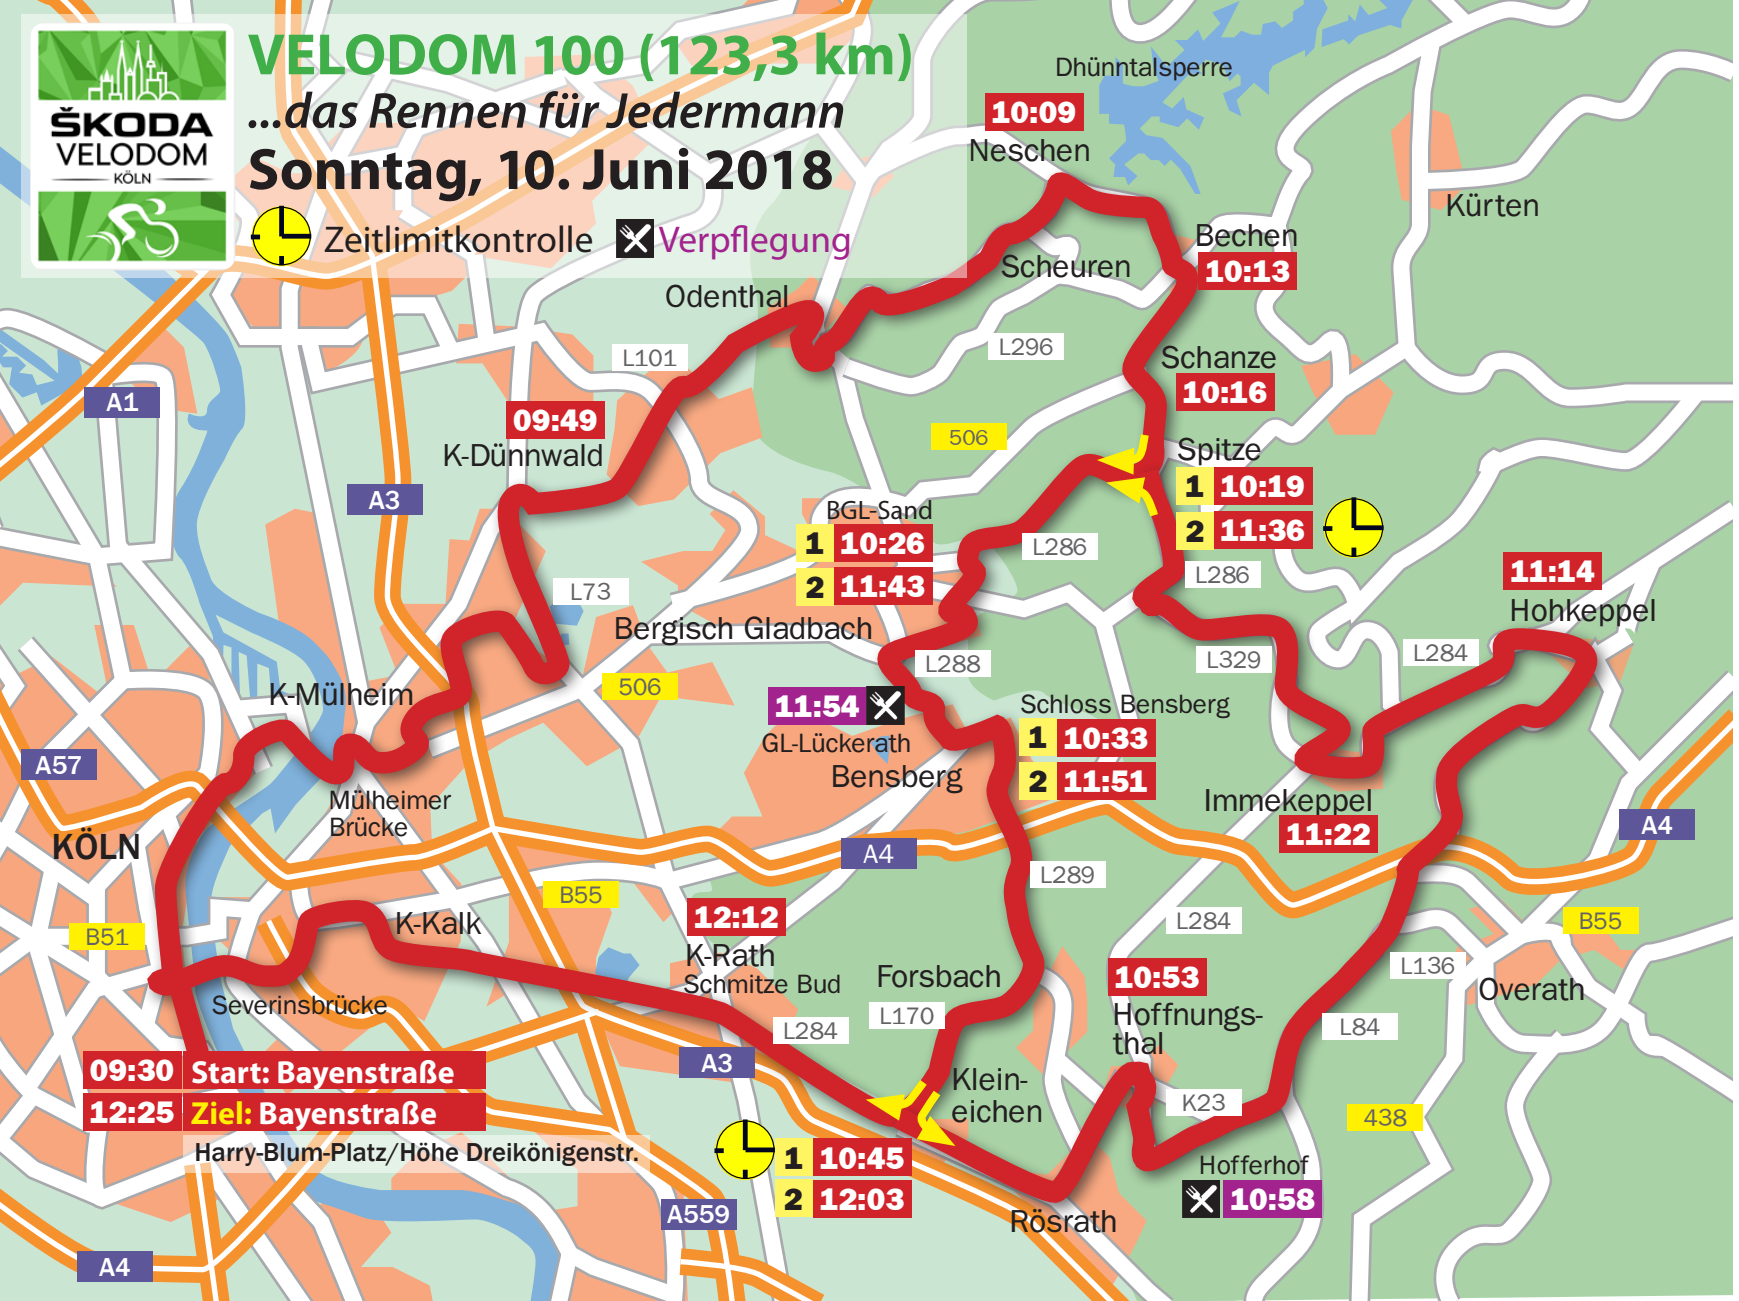 VELODOM 100 (123,3 km)
...das Rennen für Jedermann
Sonntag, 10. Juni 2018
Zeitlimitkontrolle
Verpflegung
ŠKODA
VELODOM
KÖLN
Dhünntalsperre
10:09
Neschen
Kürten
Bechen
10:13
Scheuren
Odenthal
L101
L296
Schanze
10:16
A1
09:49
K-Dünnwald
506
Spitze
1 10:19
2 11:36
A3
BGL-Sand
1 10:26
2 11:43
L286
L286
11:14
Hohkeppel
L73
Bergisch Gladbach
L288
L329
L284
506
K-Mülheim
11:54
GL-Lückerath
Bensberg
Schloss Bensberg
1 10:33
2 11:51
A57
Mülheimer
Brücke
Immekeppel
11:22
KÖLN
A4
A4
L289
B55
12:12
K-Rath
Schmitze Bud
L284
B55
B51
K-Kalk
Forsbach
10:53
Hoffnungs-
thal
L136
Overath
Severinsbrücke
L170
L284
L84
A3
09:30 Start: Bayenstraße
12:25 Ziel: Bayenstraße
Harry-Blum-Platz/Höhe Dreikönigenstr.
Klein-
eichen
K23
438
1 10:45
2 12:03
Hofferhof
10:58
A559
Rösrath
A4